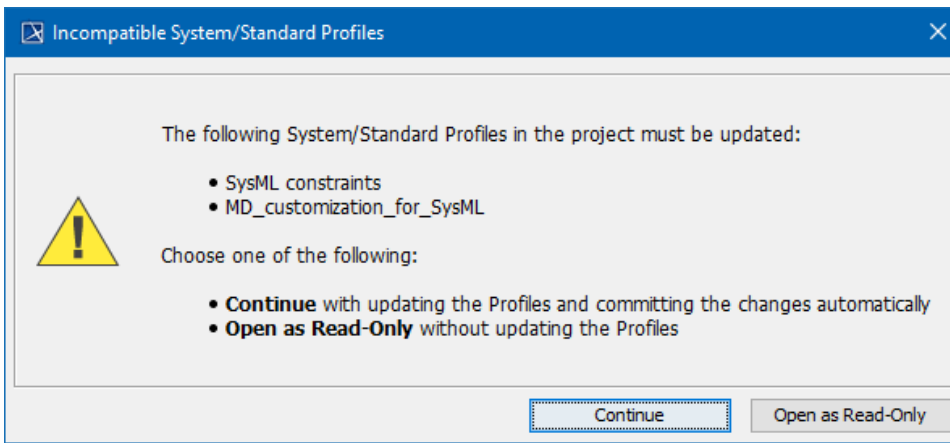 Incompatible System/Standard Profiles
The following System/Standard Profiles in the project must be updated:
• SysML constraints
• MD_customization_for_SysML
Choose one of the following:
• Continue with updating the Profiles and committing the changes automatically
• Open as Read-Only without updating the Profiles
Continue
Open as Read-Only